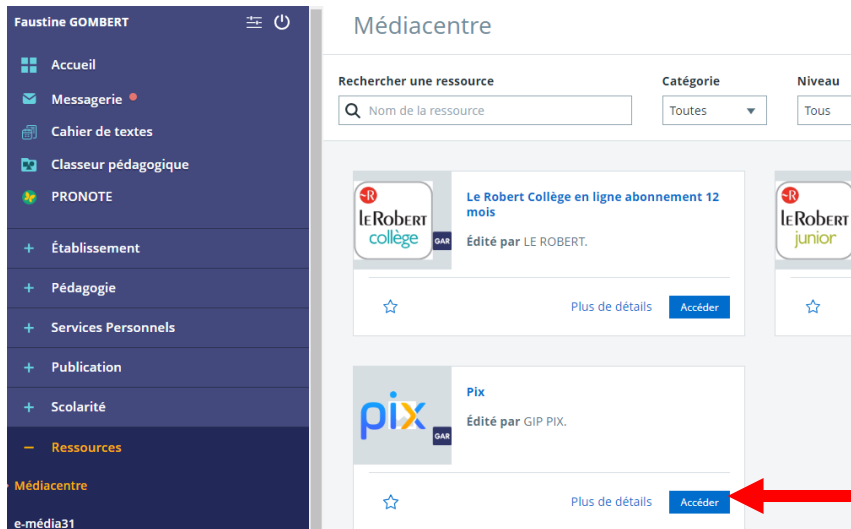 Faustine GOMBERT
Accueil
Messagerie
Cahier de textes
Classeur pédagogique
PRONOTE
+ Établissement
+ Pédagogie
+ Services Personnels
+ Publication
+ Scolarité
– Ressources
Médiacentre
e-média31
Médiacentre
Rechercher une ressource
Nom de la ressource
Catégorie
Toutes
Niveau
Tous
R
le Robert
collège
GAR
Le Robert Collège en ligne abonnement 12
mois
Édité par LE ROBERT.
Plus de détails
Accéder
R
le Robert
junior
pix
GAR
Pix
Édité par GIP PIX.
Plus de détails
Accéder